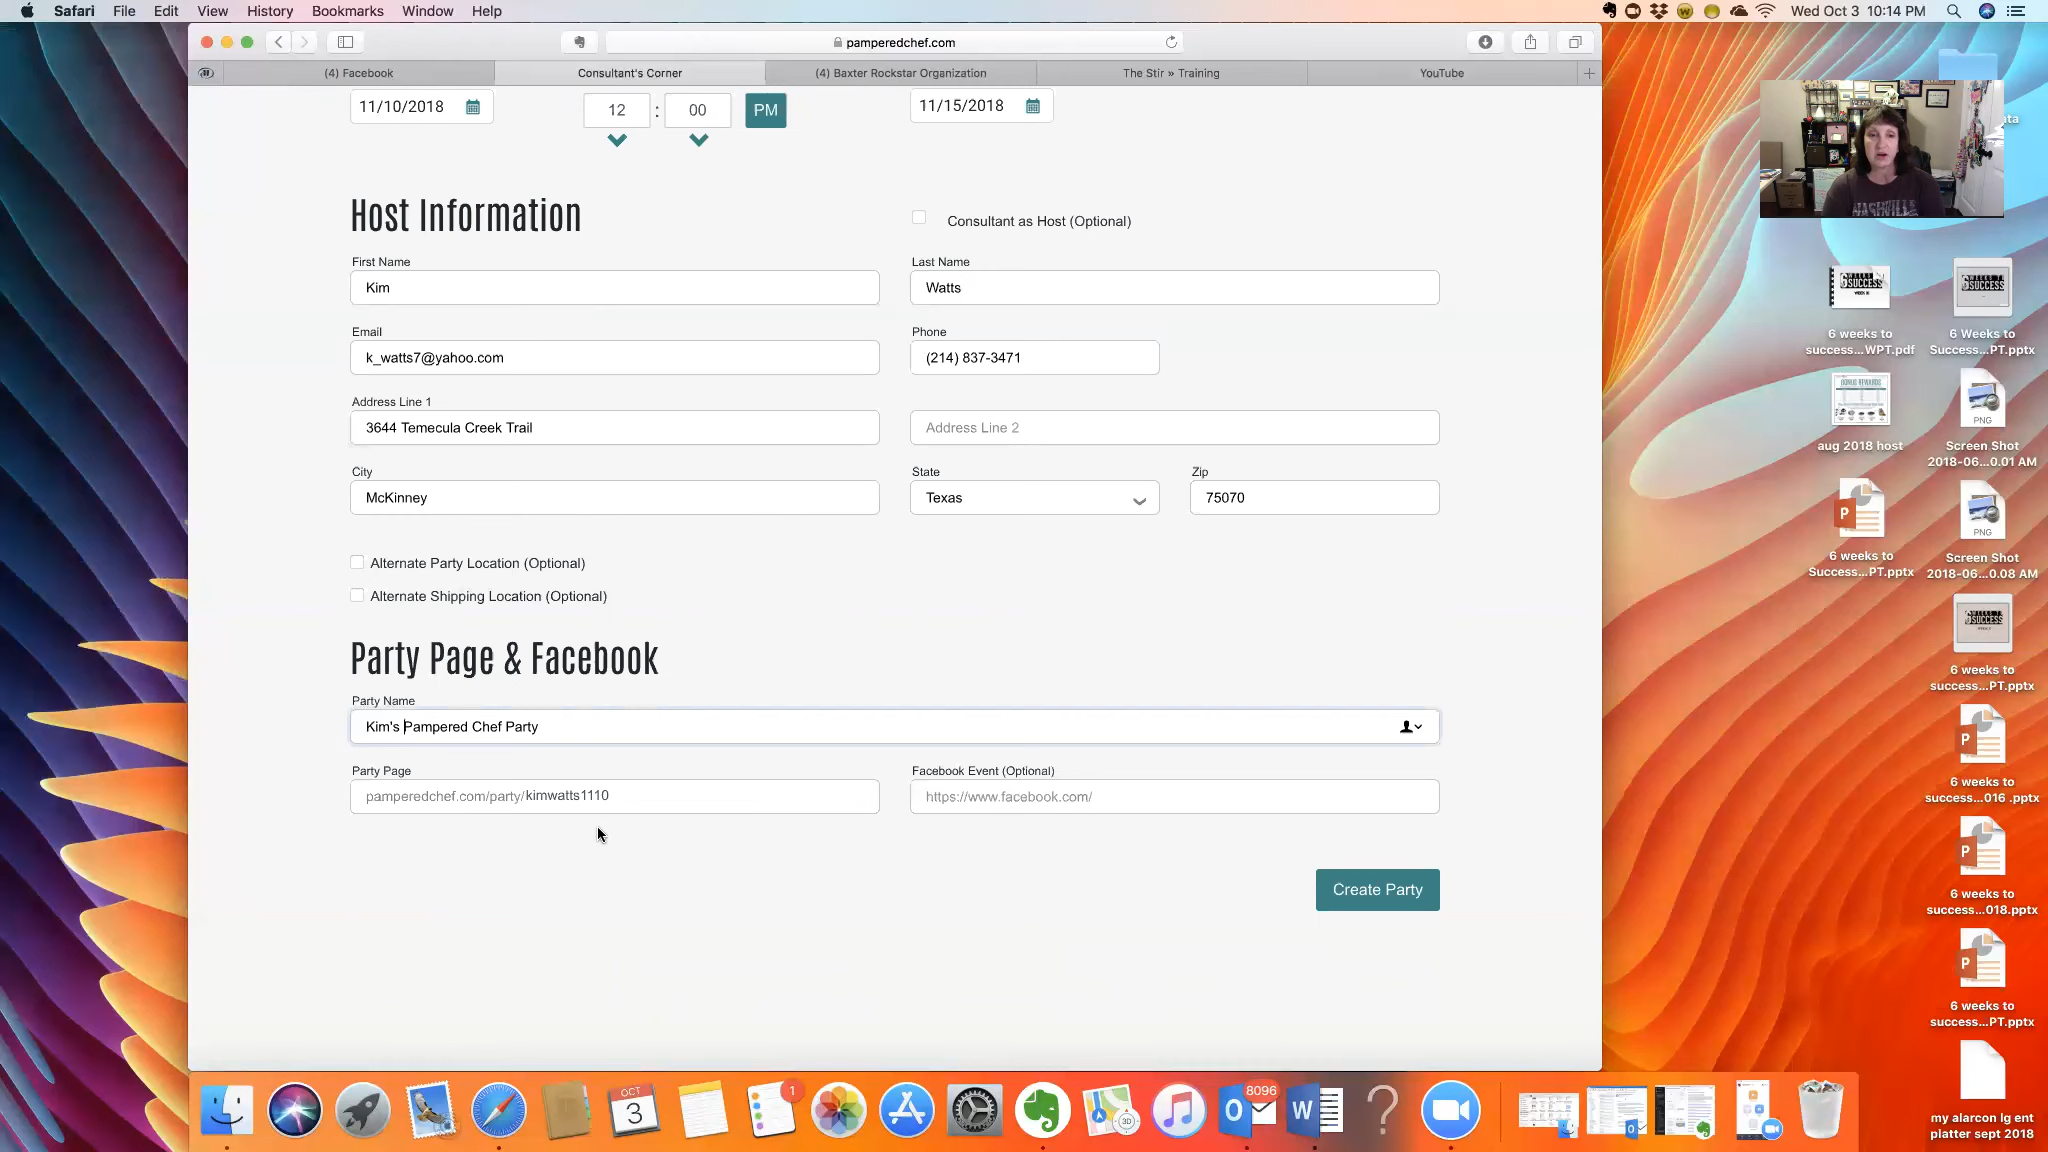 Safari File Edit View History Bookmarks Window Help
Wed Oct 3 10:14 PM
pamperedchef.com
(4) Facebook
Consultant's Corner
(4) Baxter Rockstar Organization
The Stir » Training
YouTube
11/10/2018
12 : 00 PM
11/15/2018
Host Information
Consultant as Host (Optional)
First Name
Kim
Last Name
Watts
Email
k_watts7@yahoo.com
Phone
(214) 837-3471
Address Line 1
3644 Temecula Creek Trail
Address Line 2
City
McKinney
State
Texas
Zip
75070
Alternate Party Location (Optional)
Alternate Shipping Location (Optional)
Party Page & Facebook
Party Name
Kim's Pampered Chef Party
Party Page
pamperedchef.com/party/kimwatts1110
Facebook Event (Optional)
https://www.facebook.com/
Create Party
NASHVILLE
ata
6 weeks to
success...WPT.pdf
6 Weeks to
Success...PT.pptx
aug 2018 host
PNG
Screen Shot
2018-06...0.01 AM
P
6 weeks to
Success...PT.pptx
PNG
Screen Shot
2018-06...0.08 AM
6 weeks to
success...PT.pptx
P
6 weeks to
success...016 .pptx
P
6 weeks to
success...018.pptx
P
6 weeks to
success...PT.pptx
my alarcon lg ent
platter sept 2018
OCT
3
1
3D
8096
O
W
?